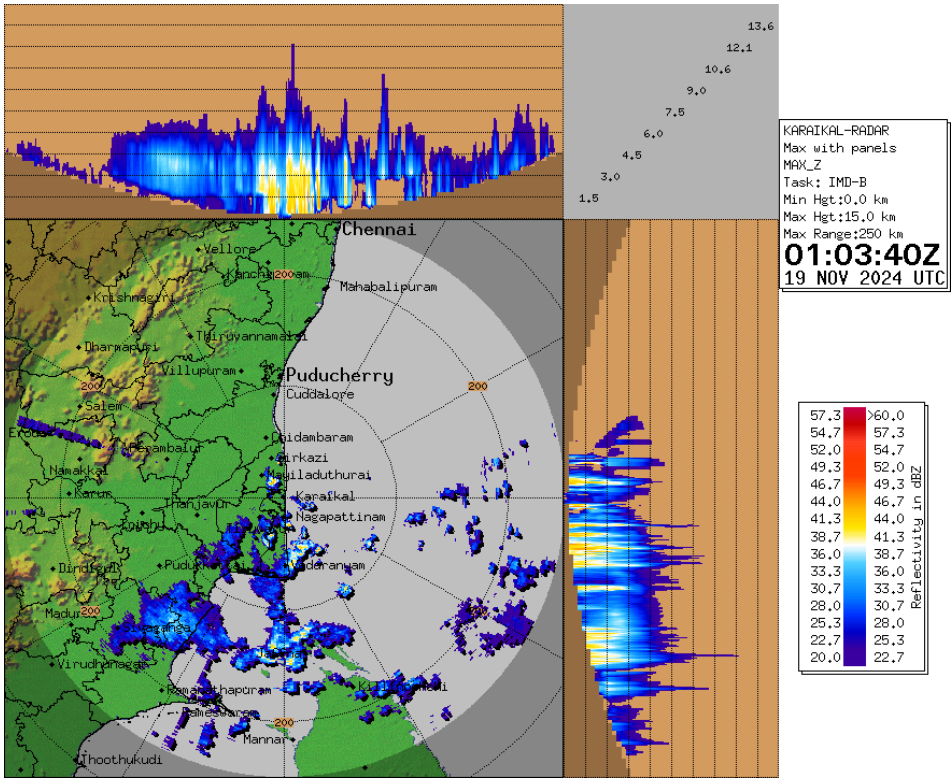 13.6
12.1
10.6
9.0
7.5
6.0
4.5
3.0
1.5
KARAIKAL-RADAR
Max with panels
MAX_Z
Task: IMD-B
Min Hgt:0.0 km
Max Hgt:15.0 km
Max Range:250 km
01:03:40Z
19 NOV 2024 UTC
Chennai
Vellore
200
Mahabalipuram
Krishnagiri
Thiruvannamalai
Dharmapuri
Villupuram
Puducherry
200
200
Cuddalore
Salem
Chidambaram
Perambalur
Sirkazi
Namakkal
Mayiladuthurai
Karur
Karaikal
Thanjavur
Nagapattinam
Vedaranyam
Dindigul
200
Virudhunagar
Ramanathapuram
Rameswaram
200
Mannar
Thoothukudi
57.3 >60.0
54.7 57.3
52.0 54.7
49.3 52.0
46.7 49.3
44.0 46.7
41.3 44.0
38.7 41.3
36.0 38.7
33.3 36.0
30.7 33.3
28.0 30.7
25.3 28.0
22.7 25.3
20.0 22.7
Reflectivity in dBZ